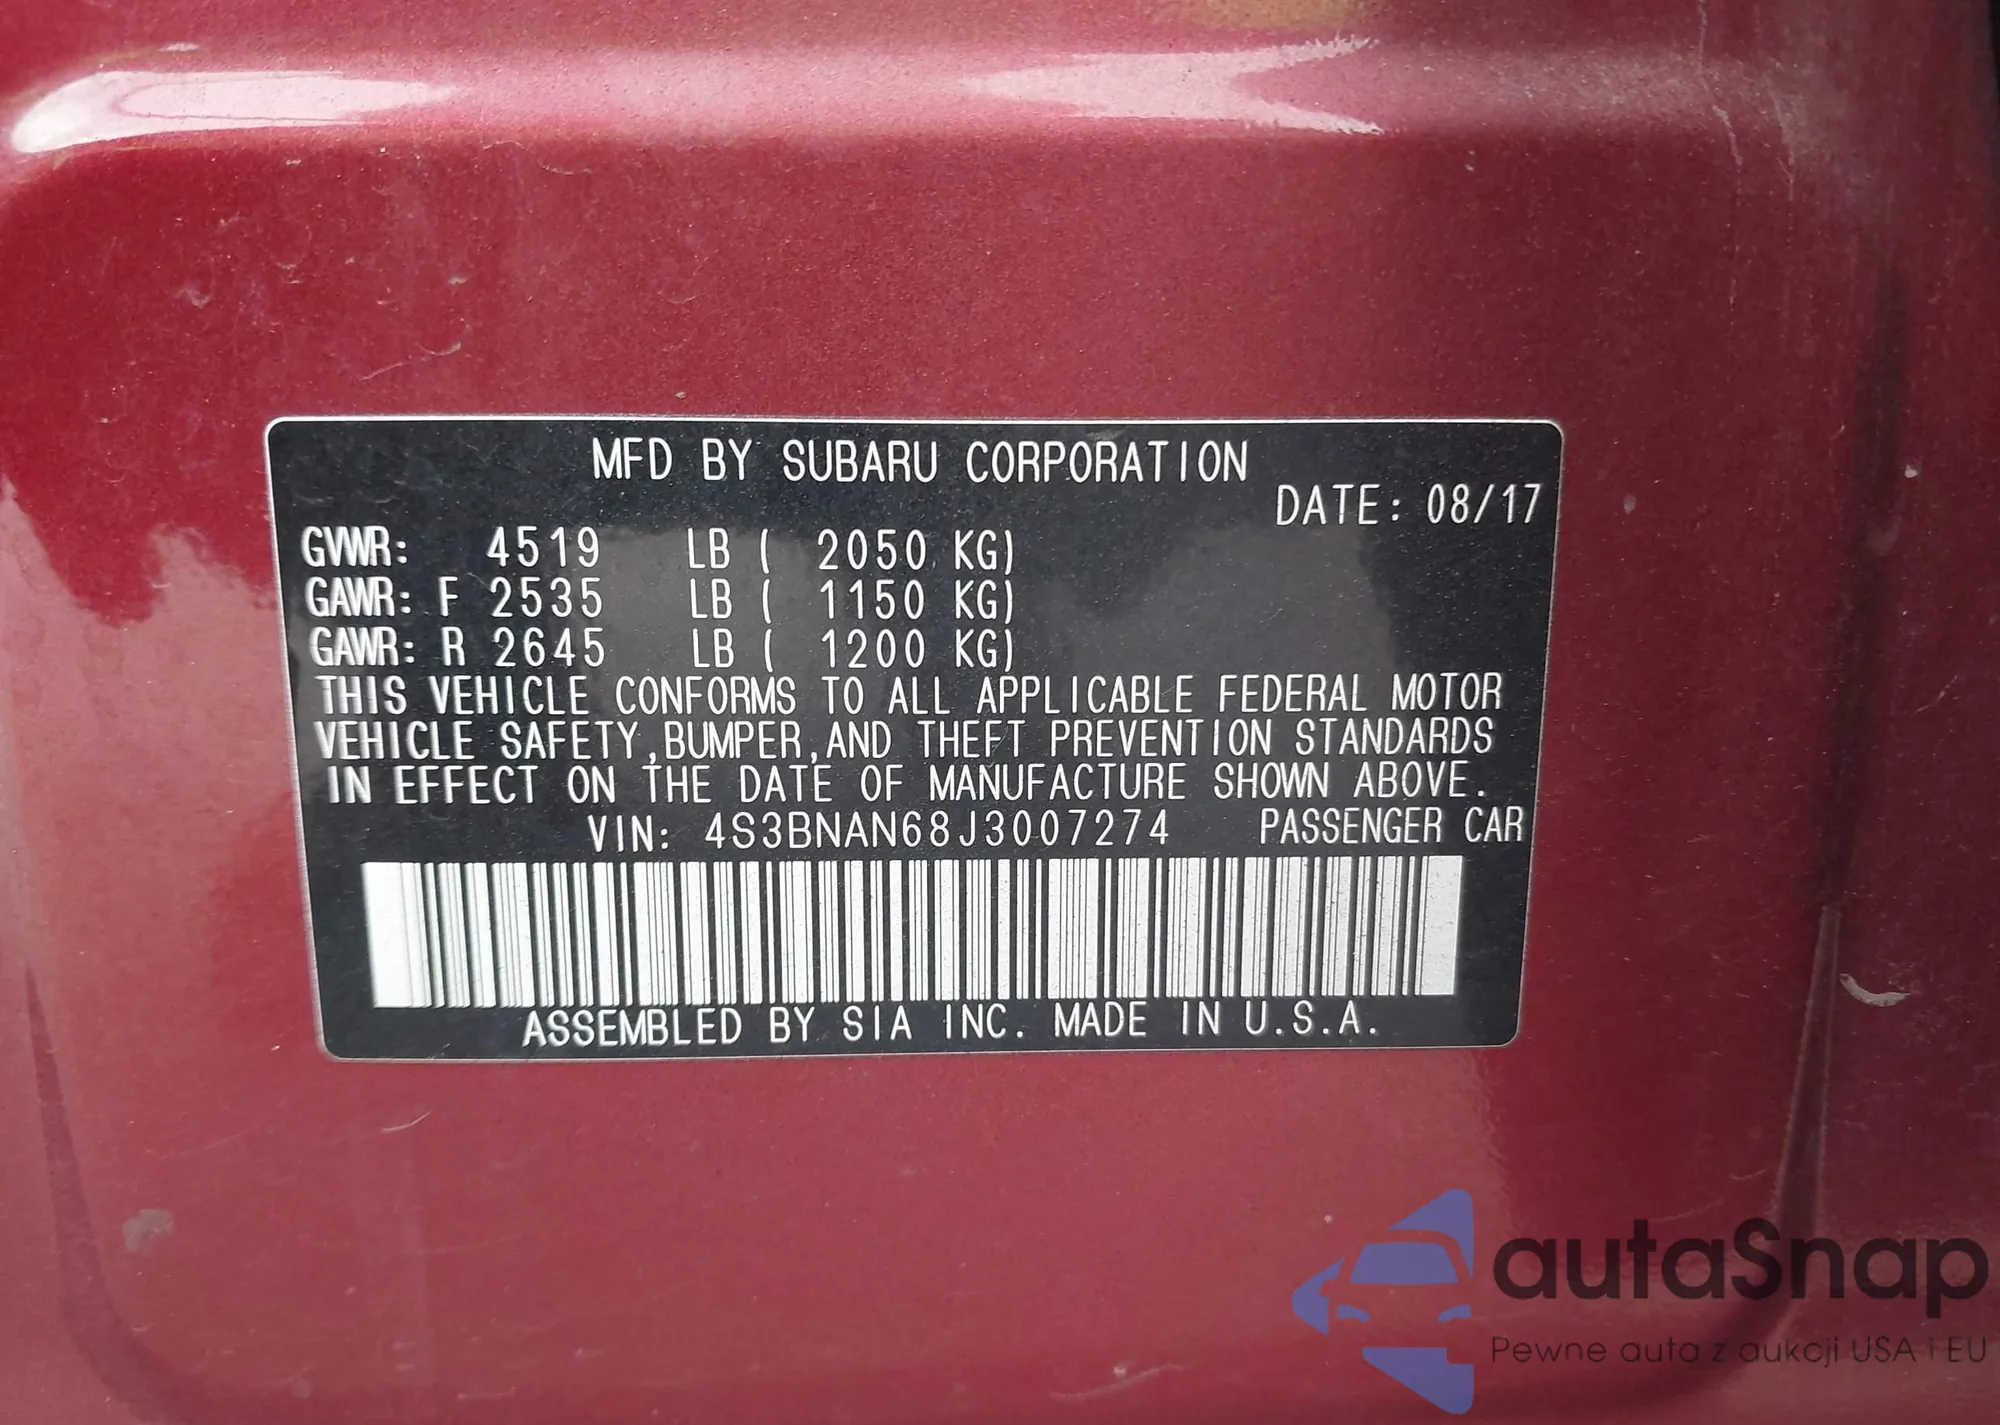 MFD BY SUBARU CORPORATION
DATE: 08/17
GVWR: 4519 LB ( 2050 KG)
GAWR: F 2535 LB ( 1150 KG)
GAWR: R 2645 LB ( 1200 KG)
THIS VEHICLE CONFORMS TO ALL APPLICABLE FEDERAL MOTOR
VEHICLE SAFETY,BUMPER,AND THEFT PREVENTION STANDARDS
IN EFFECT ON THE DATE OF MANUFACTURE SHOWN ABOVE.
VIN: 4S3BNAN68J3007274 PASSENGER CAR
ASSEMBLED BY SIA INC. MADE IN U.S.A.
autaSnap
Pewne auta z aukcji USA i EU